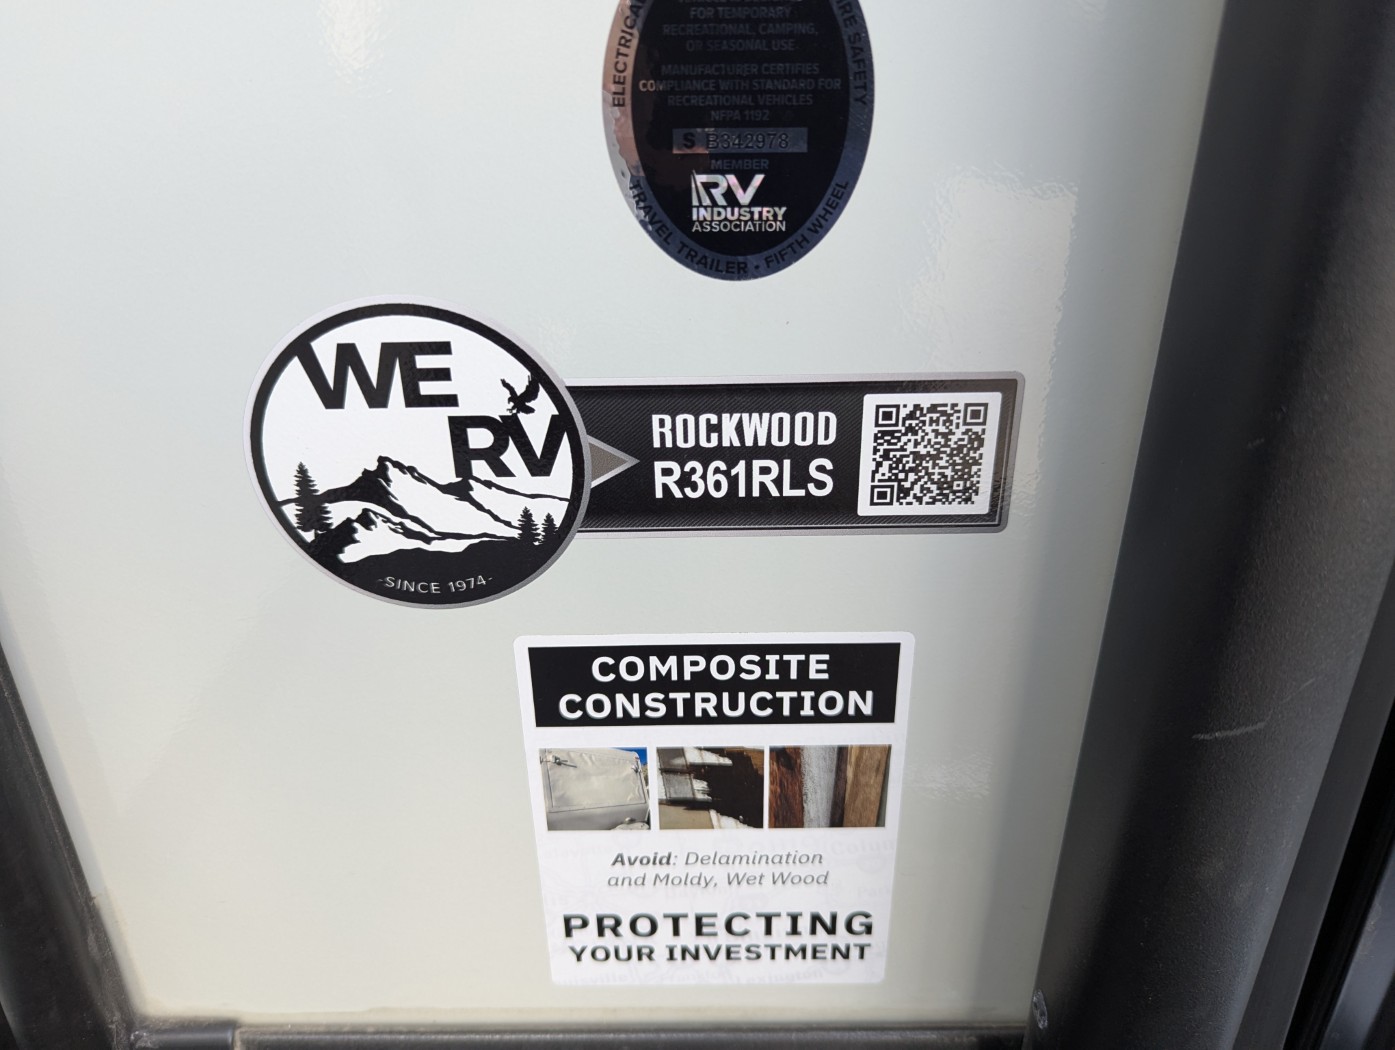 ELECTRICAL
FIRE SAFETY
FOR TEMPORARY
RECREATIONAL, CAMPING,
OR SEASONAL USE
MANUFACTURER CERTIFIES
COMPLIANCE WITH STANDARD FOR
RECREATIONAL VEHICLES
NFPA 1192
S B342978
MEMBER
RV
INDUSTRY
ASSOCIATION
TRAVEL TRAILER • FIFTH WHEEL
WE
RV
-SINCE 1974-
ROCKWOOD
R361RLS
COMPOSITE
CONSTRUCTION
Avoid: Delamination
and Moldy, Wet Wood
PROTECTING
YOUR INVESTMENT